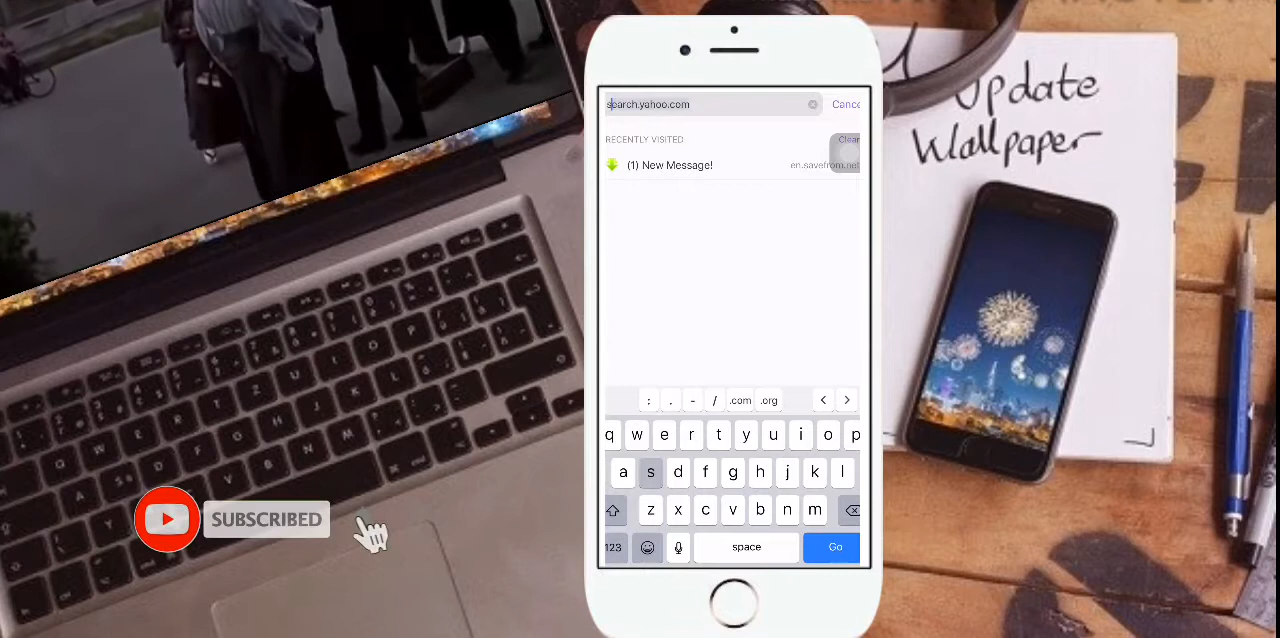 search.yahoo.com
Cance
RECENTLY VISITED
Clear
(1) New Message!
en.savefrom.net
: . - / .com .org < >
q w e r t y u i o p
a s d f g h j k l
z x c v b n m
123 space Go
SUBSCRIBED
Update
Wallpaper